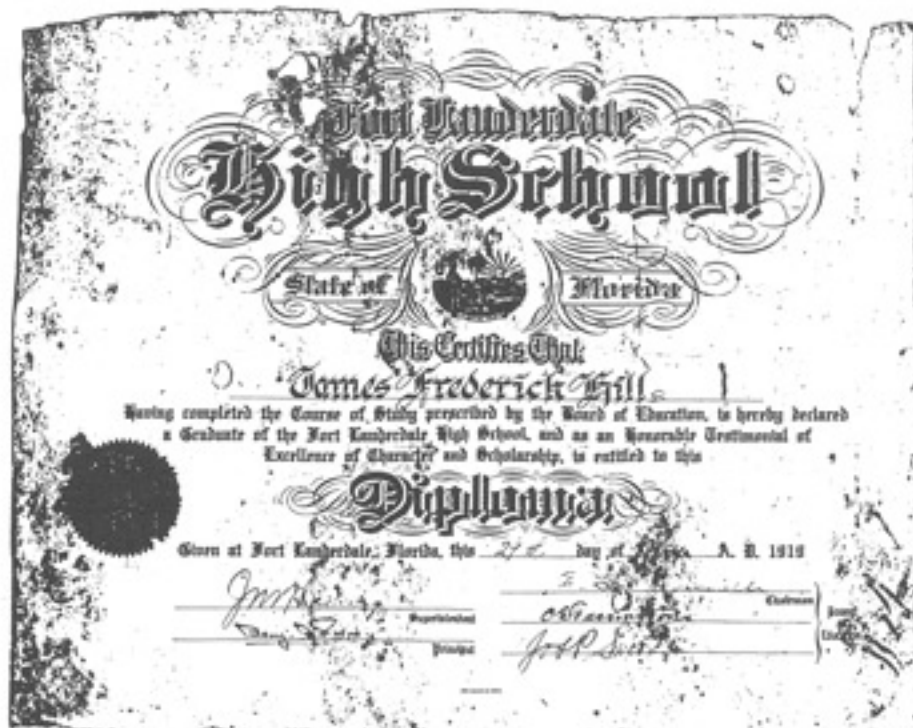 Fort Lauderdale
High School
State of Florida
This Certifies That
James Frederick Hill
Having completed the Course of Study prescribed by the Board of Education, is hereby declared
a Graduate of the Fort Lauderdale High School, and as an Honorable Testimonial of
Excellence of Character and Scholarship, is entitled to this
Diploma
Given at Fort Lauderdale, Florida, this day of A. D. 1919
Chairman
Superintendent
Principal